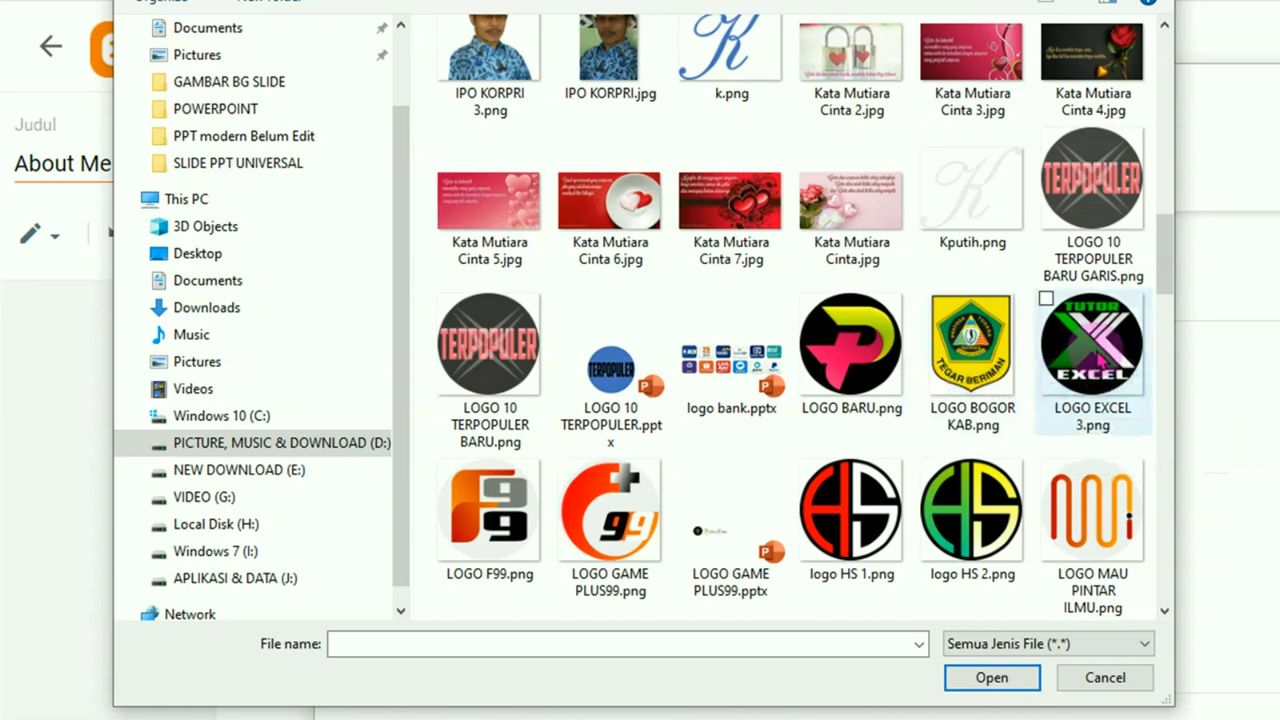 Documents
Pictures
GAMBAR BG SLIDE
POWERPOINT
PPT modern Belum Edit
SLIDE PPT UNIVERSAL
This PC
3D Objects
Desktop
Documents
Downloads
Music
Pictures
Videos
Windows 10 (C:)
PICTURE, MUSIC & DOWNLOAD (D:)
NEW DOWNLOAD (E:)
VIDEO (G:)
Local Disk (H:)
Windows 7 (I:)
APLIKASI & DATA (J:)
Network
Judul
About Me
IPO KORPRI
3.png
IPO KORPRI.jpg
K
k.png
Kata Mutiara
Cinta 2.jpg
Kata Mutiara
Cinta 3.jpg
Kata Mutiara
Cinta 4.jpg
Kata Mutiara
Cinta 5.jpg
Kata Mutiara
Cinta 6.jpg
Kata Mutiara
Cinta 7.jpg
Kata Mutiara
Cinta.jpg
K
Kputih.png
TERPOPULER
LOGO 10
TERPOPULER
BARU GARIS.png
TERPOPULER
LOGO 10
TERPOPULER
BARU.png
TERPOPULER
LOGO 10
TERPOPULER.ppt
x
logo bank.pptx
P
LOGO BARU.png
TEGAR BERIMAN
LOGO BOGOR
KAB.png
TUTOR
X
EXCEL
LOGO EXCEL
3.png
F99
LOGO F99.png
99
LOGO GAME
PLUS99.png
LOGO GAME
PLUS99.pptx
HS
logo HS 1.png
HS
logo HS 2.png
LOGO MAU
PINTAR
ILMU.png
File name:
Semua Jenis File (*.*)
Open
Cancel